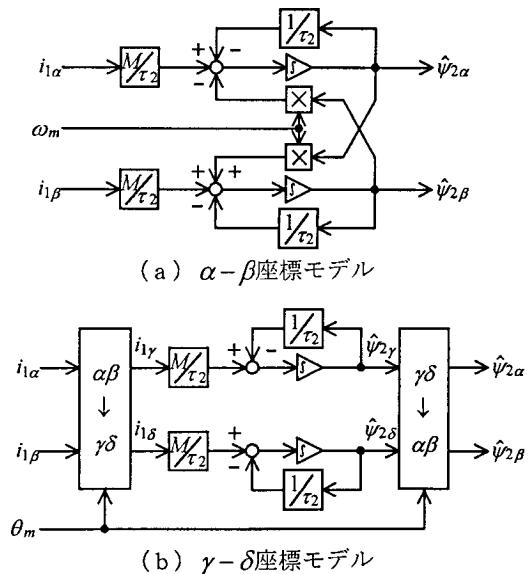 1/τ₂
+ −
i₁α M/τ₂ ∫ ψ̂₂α
−
×
ωₘ
×
+ +
i₁β M/τ₂ ∫ ψ̂₂β
−
1/τ₂
(a) α−β座標モデル
1/τ₂
i₁α i₁γ + − ψ̂₂γ ψ̂₂α
M/τ₂ ∫
αβ ↓ γδ
γδ ↓ αβ
i₁β i₁δ + ψ̂₂δ ψ̂₂β
M/τ₂ ∫
−
1/τ₂
θₘ
(b) γ−δ座標モデル